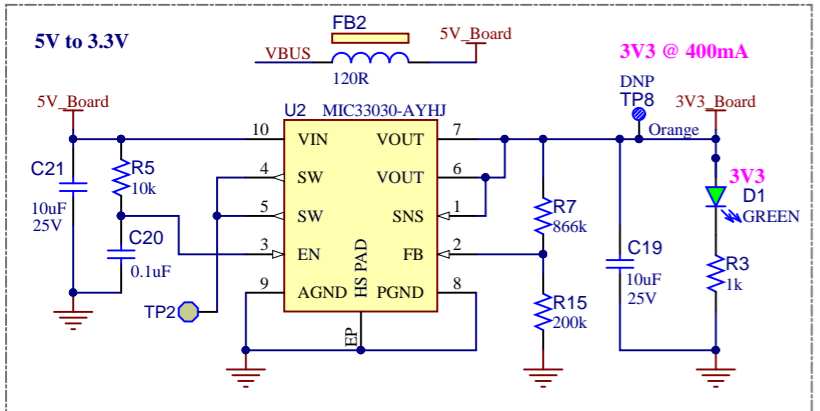 FB2
5V to 3.3V
VBUS
5V_Board
120R
3V3 @ 400mA
DNP
TP8
5V_Board
3V3_Board
U2
MIC33030-AYHJ
Orange
10
VIN
VOUT
7
C21
R5
10k
4
SW
VOUT
6
3V3
D1
10uF
25V
5
SW
SNS
1
R7
866k
GREEN
C20
0.1uF
3
EN
FB
2
C19
R3
1k
HS PAD
10uF
25V
9
AGND
PGND
8
R15
200k
TP2
EP